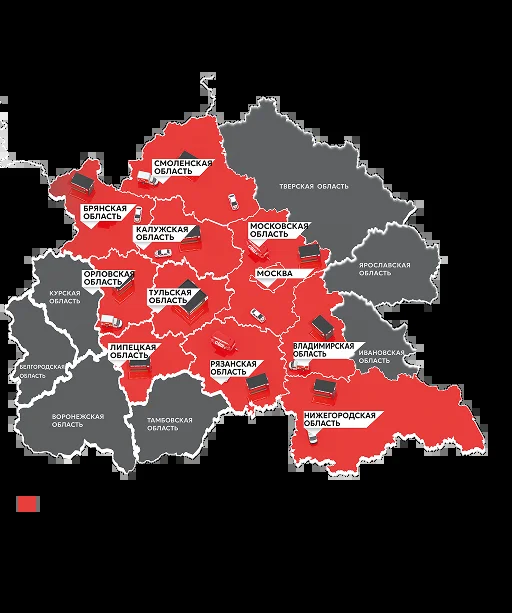 СМОЛЕНСКАЯ
ОБЛАСТЬ
ТВЕРСКАЯ ОБЛАСТЬ
БРЯНСКАЯ
ОБЛАСТЬ
КАЛУЖСКАЯ
ОБЛАСТЬ
МОСКОВСКАЯ
ОБЛАСТЬ
ЯРОСЛАВСКАЯ
ОБЛАСТЬ
МОСКВА
ОРЛОВСКАЯ
ОБЛАСТЬ
КУРСКАЯ
ОБЛАСТЬ
ТУЛЬСКАЯ
ОБЛАСТЬ
ЛИПЕЦКАЯ
ОБЛАСТЬ
ВЛАДИМИРСКАЯ
ОБЛАСТЬ
ИВАНОВСКАЯ
ОБЛАСТЬ
БЕЛГОРОДСКАЯ
ОБЛАСТЬ
РЯЗАНСКАЯ
ОБЛАСТЬ
ВОРОНЕЖСКАЯ
ОБЛАСТЬ
ТАМБОВСКАЯ
ОБЛАСТЬ
НИЖЕГОРОДСКАЯ
ОБЛАСТЬ